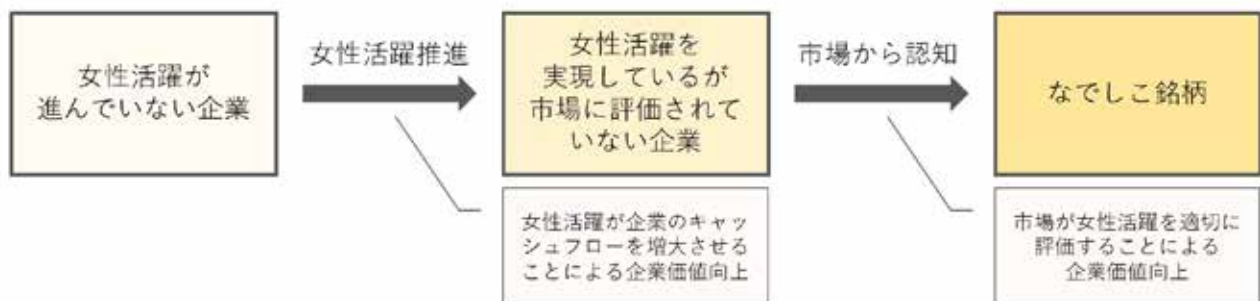 女性活躍が
進んでいない企業
女性活躍推進
女性活躍を
実現しているが
市場に評価されて
いない企業
市場から認知
なでしこ銘柄
女性活躍が企業のキャッ
シュフローを増大させる
ことによる企業価値向上
市場が女性活躍を適切に
評価することによる
企業価値向上